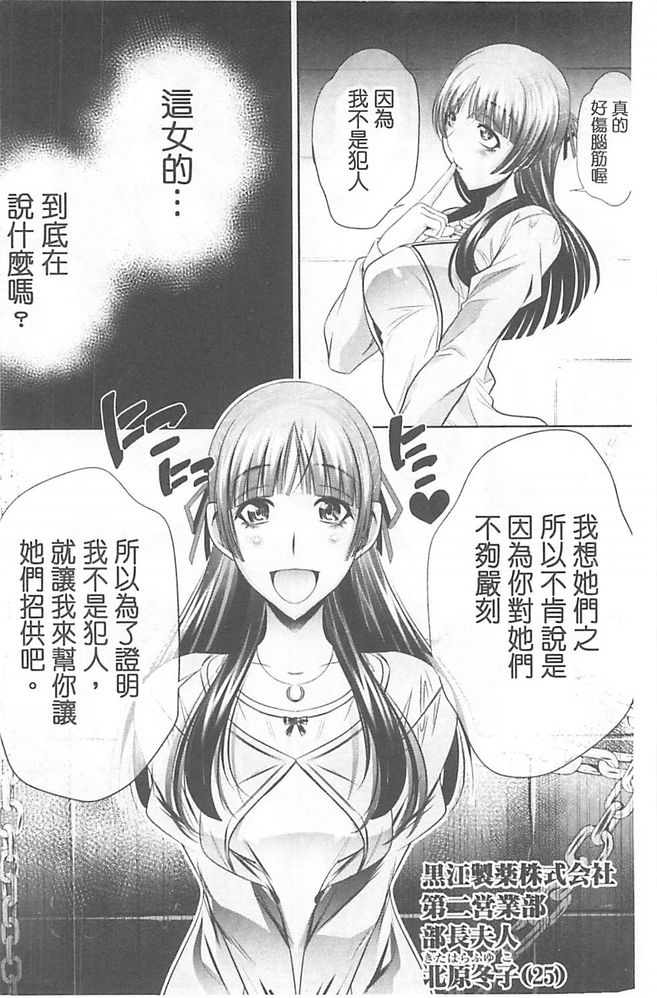 真的
好傷腦筋喔
因為
我不是犯人
這女的…
到底在
說什麼嗎？
ドドド
ドド
我想她們之
所以不肯說是
因為你對她們
不夠嚴刻
所以為了證明
我不是犯人，
就讓我來幫你讓
她們招供吧。
黒江製薬株式会社
第二営業部
部長夫人
きたはらふゆこ
北原冬子(25)